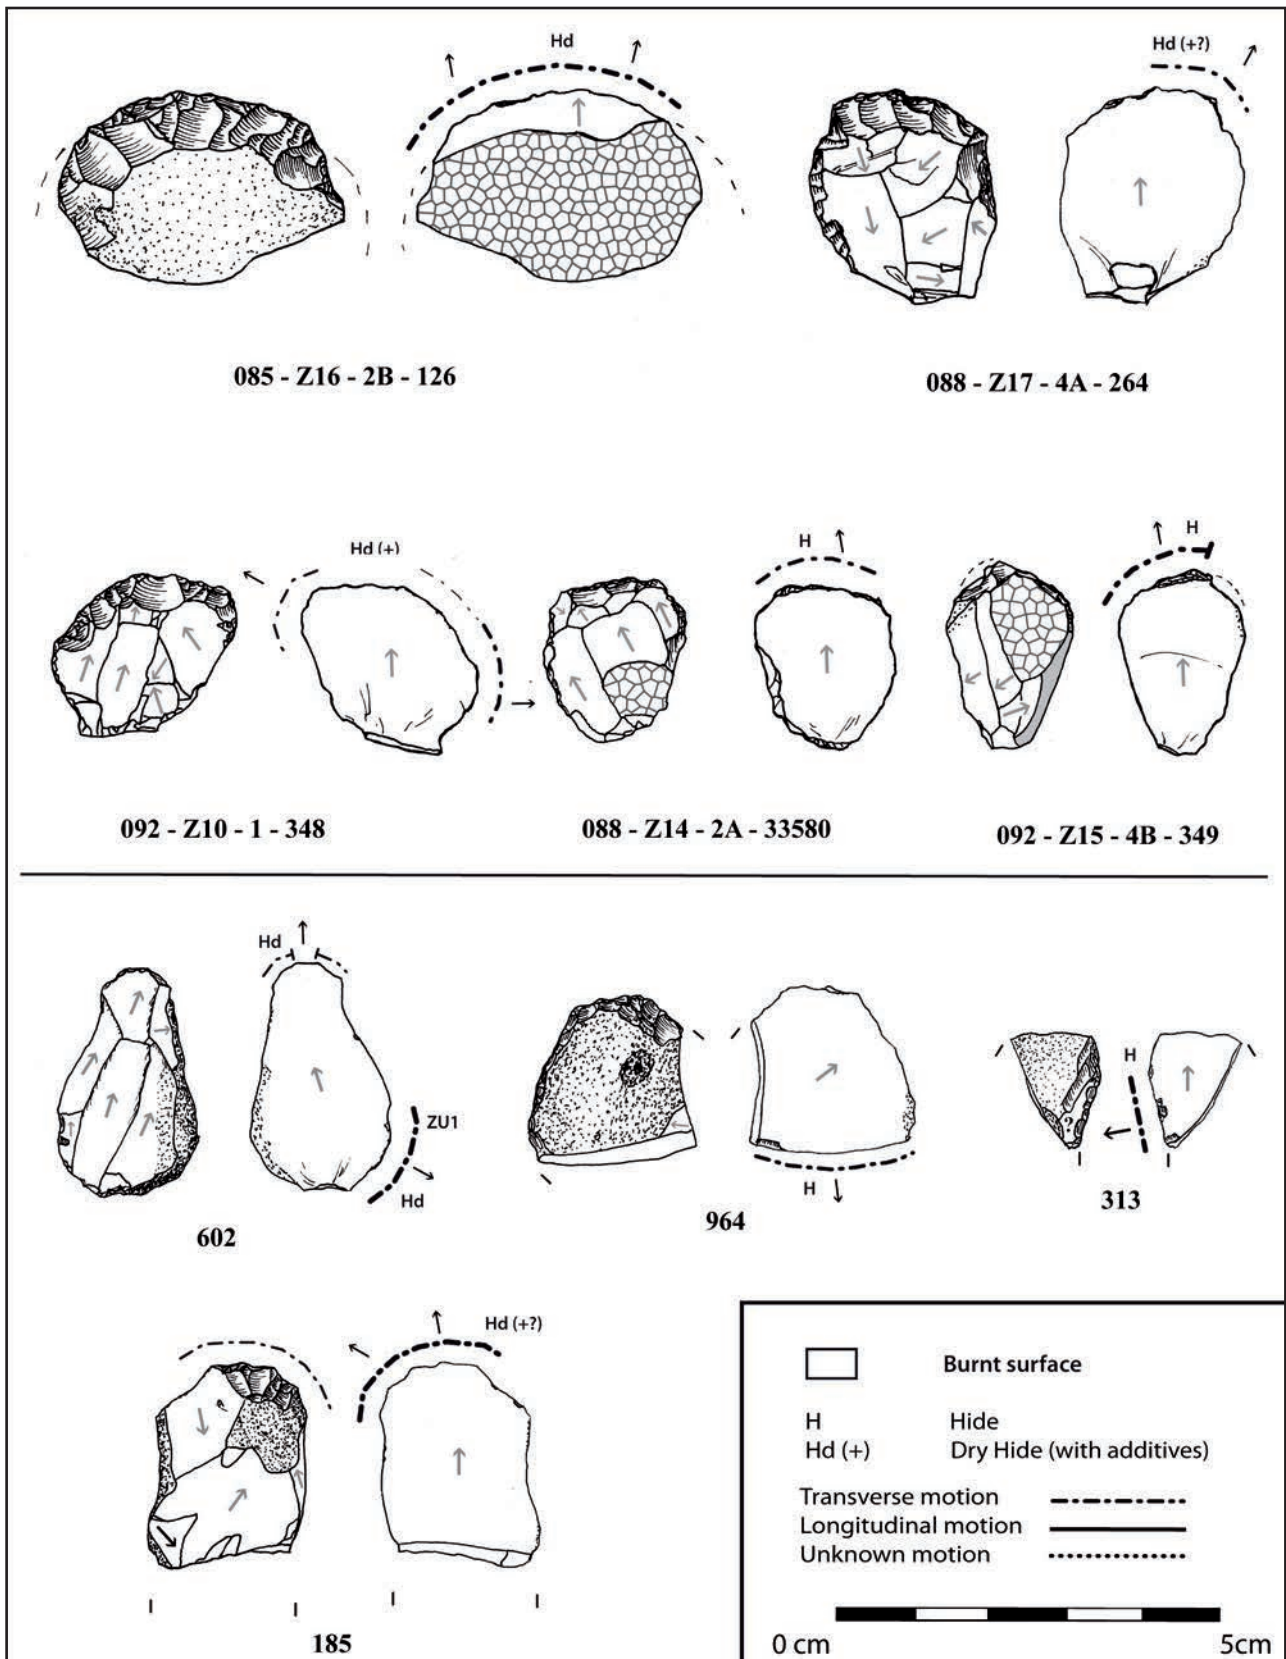 Hd
Hd (+?)
085 - Z16 - 2B - 126
088 - Z17 - 4A - 264
Hd (+)
H
H
092 - Z10 - 1 - 348
088 - Z14 - 2A - 33580
092 - Z15 - 4B - 349
Hd
ZU1
Hd
H
H
602
964
313
Hd (+?)
185
Burnt surface
H Hide
Hd (+) Dry Hide (with additives)
Transverse motion
Longitudinal motion
Unknown motion
0 cm 5cm